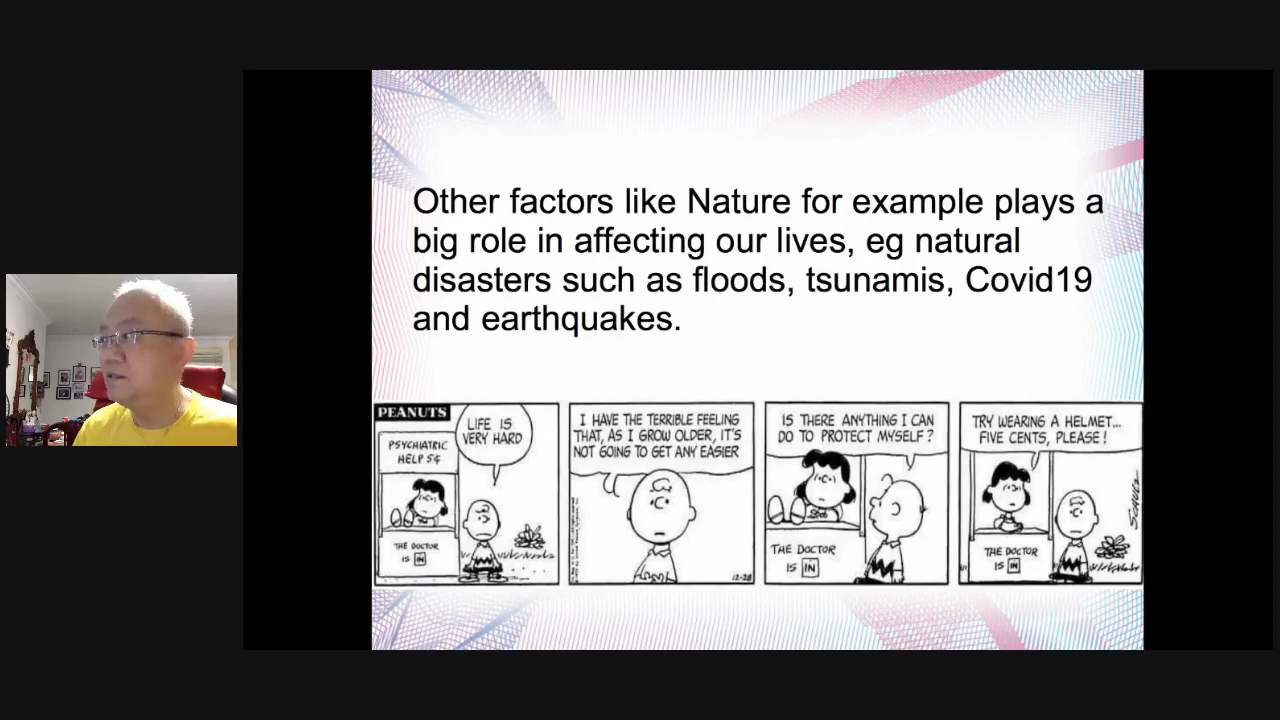 Other factors like Nature for example plays a
big role in affecting our lives, eg natural
disasters such as floods, tsunamis, Covid19
and earthquakes.
PEANUTS
PSYCHIATRIC
HELP 5¢
LIFE IS
VERY HARD
THE DOCTOR
IS IN
I HAVE THE TERRIBLE FEELING
THAT, AS I GROW OLDER, IT'S
NOT GOING TO GET ANY EASIER
12-28
IS THERE ANYTHING I CAN
DO TO PROTECT MYSELF?
THE DOCTOR
IS IN
TRY WEARING A HELMET...
FIVE CENTS, PLEASE!
THE DOCTOR
IS IN
SCHULZ